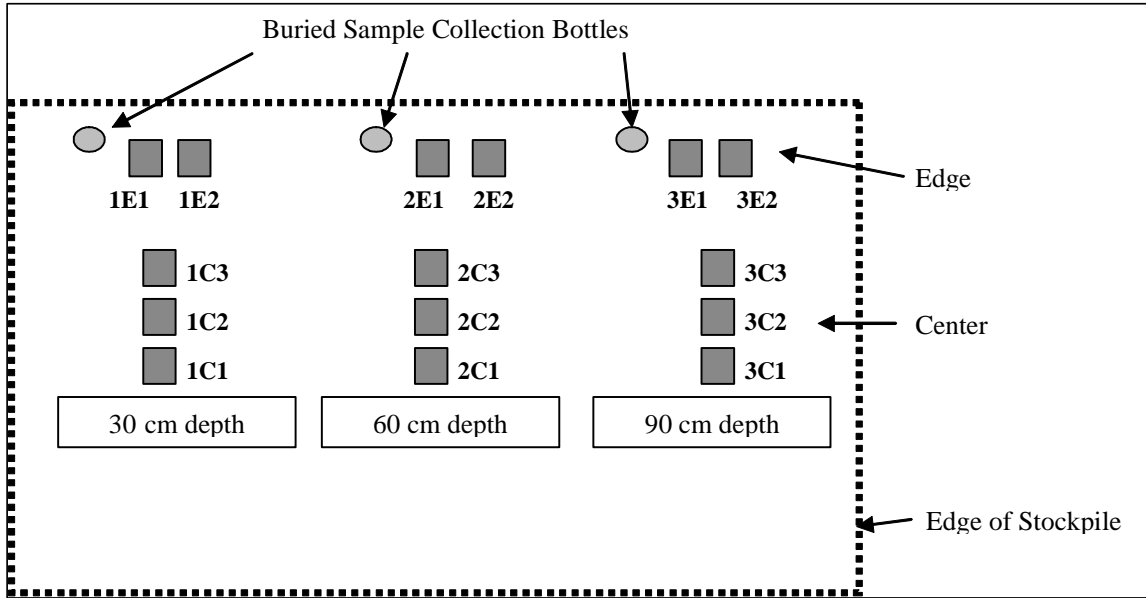 Buried Sample Collection Bottles
Edge
1E1 1E2 2E1 2E2 3E1 3E2
1C3 2C3 3C3
1C2 2C2 3C2
Center
1C1 2C1 3C1
30 cm depth 60 cm depth 90 cm depth
Edge of Stockpile